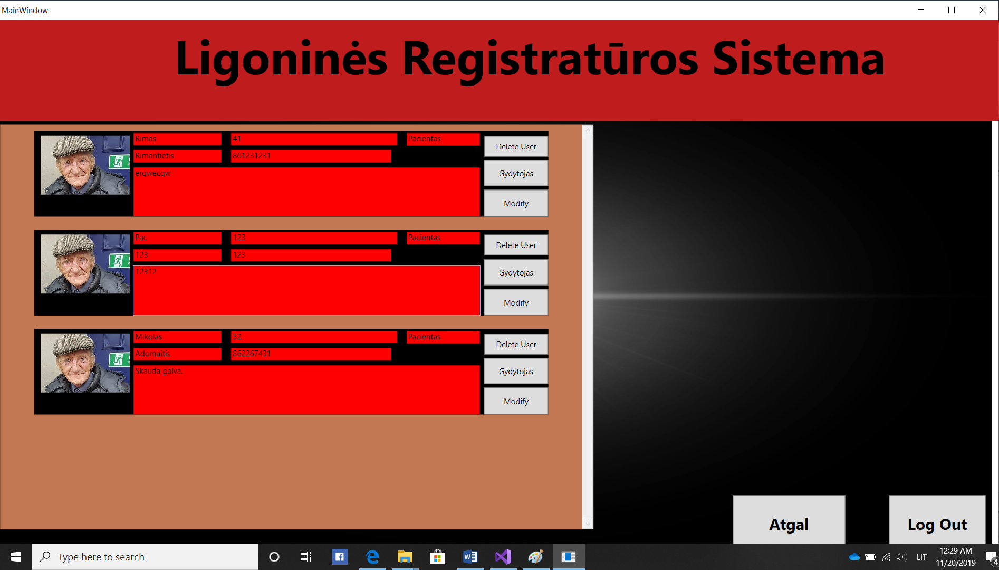 MainWindow
Ligoninės Registratūros Sistema
Rimas 41 Pacientas
Delete User
Rimantietis 861231231
ergwecqw
Gydytojas
Modify
Pac 123 Pacientas
Delete User
123 123
12312
Gydytojas
Modify
Mikolas 52 Pacientas
Delete User
Adomaitis 862267431
Skauda galva.
Gydytojas
Modify
Atgal
Log Out
Type here to search
LIT
12:29 AM
11/20/2019
4